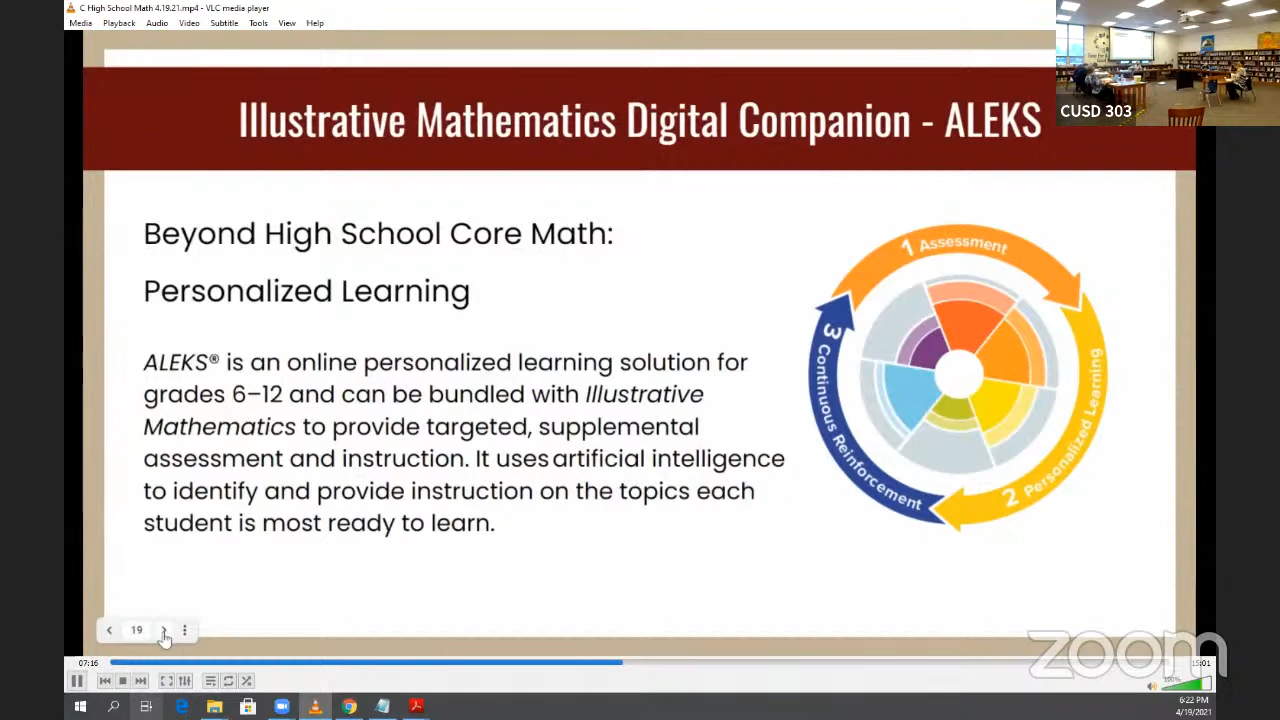 C High School Math 4.19.21.mp4 - VLC media player
Media Playback Audio Video Subtitle Tools View Help
CUSD 303
Illustrative Mathematics Digital Companion - ALEKS
Beyond High School Core Math:
Personalized Learning
ALEKS® is an online personalized learning solution for
grades 6–12 and can be bundled with Illustrative
Mathematics to provide targeted, supplemental
assessment and instruction. It uses artificial intelligence
to identify and provide instruction on the topics each
student is most ready to learn.
1 Assessment
2 Personalized Learning
3 Continuous Reinforcement
19
zoom
07:16
15:01
100%
6:22 PM
4/19/2021